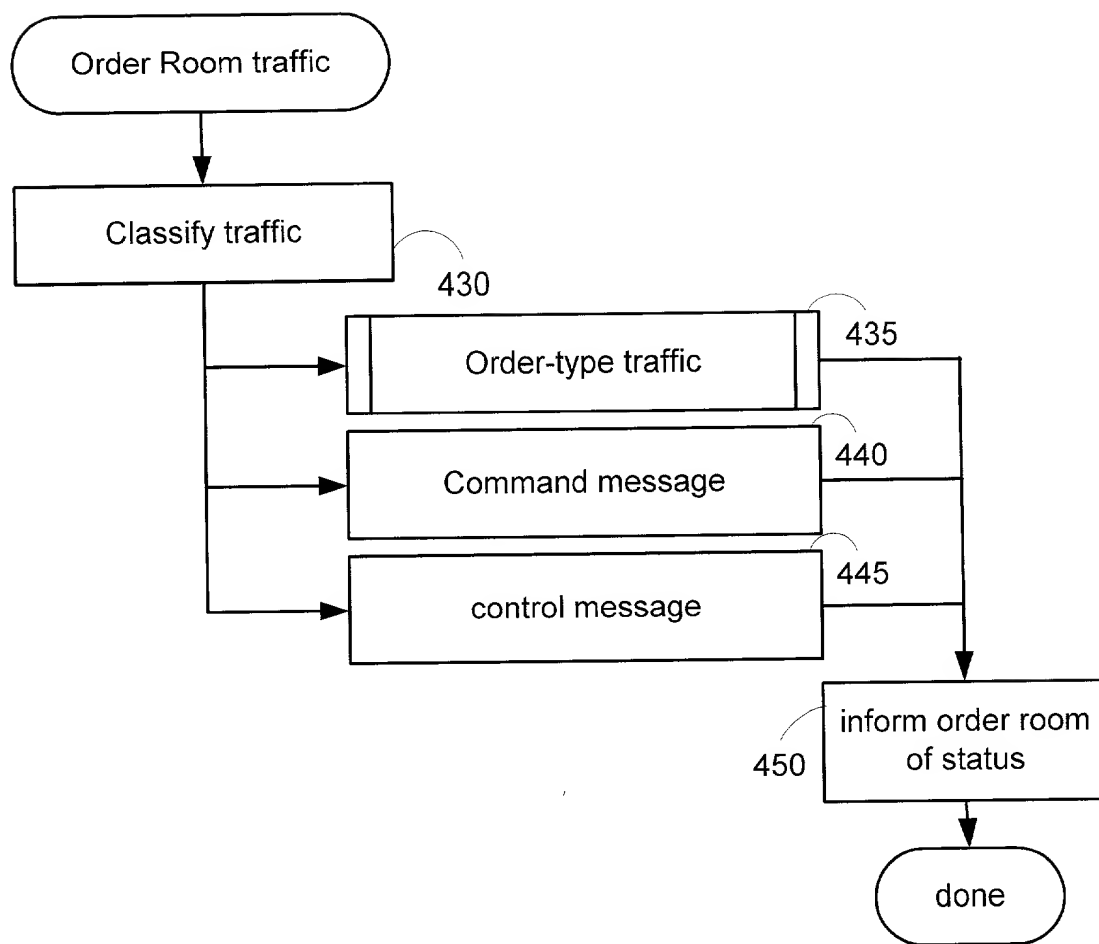 Order Room traffic
Classify traffic
430
Order-type traffic
435
Command message
440
control message
445
inform order room
of status
450
done